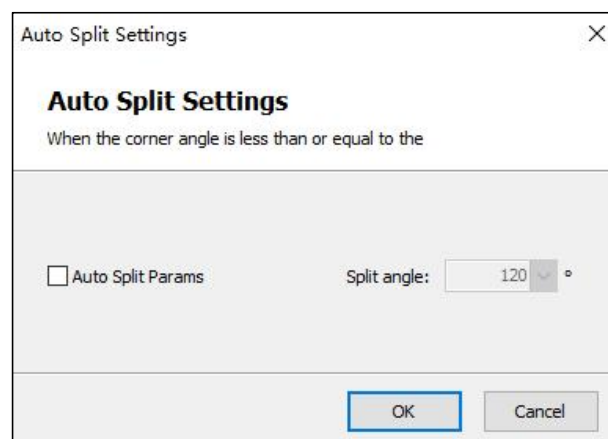 Auto Split Settings
Auto Split Settings
When the corner angle is less than or equal to the
Auto Split Params Split angle: 120 °
OK Cancel